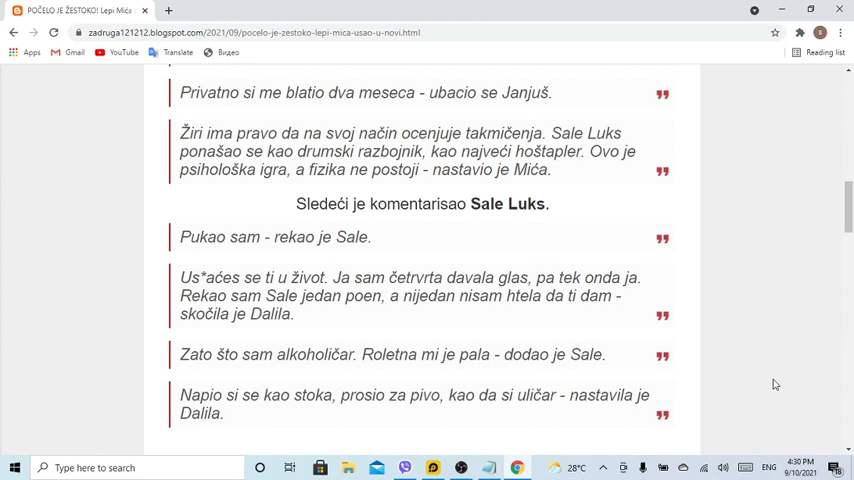 POČELO JE ŽESTOKO! Lepi Mića
zadruga121212.blogspot.com/2021/09/pocelo-je-zestoko-lepi-mica-usao-u-novi.html
Apps Gmail YouTube Translate Видео Reading list
Privatno si me blatio dva meseca - ubacio se Janjuš.
Žiri ima pravo da na svoj način ocenjuje takmičenja. Sale Luks
ponašao se kao drumski razbojnik, kao najveći hoštapler. Ovo je
psihološka igra, a fizika ne postoji - nastavio je Mića.
Sledeći je komentarisao Sale Luks.
Pukao sam - rekao je Sale.
Us*aćes se ti u život. Ja sam četrvrta davala glas, pa tek onda ja.
Rekao sam Sale jedan poen, a nijedan nisam htela da ti dam -
skočila je Dalila.
Zato što sam alkoholičar. Roletna mi je pala - dodao je Sale.
Napio si se kao stoka, prosio za pivo, kao da si uličar - nastavila je
Dalila.
Type here to search
28°C
ENG
4:30 PM
9/10/2021
18